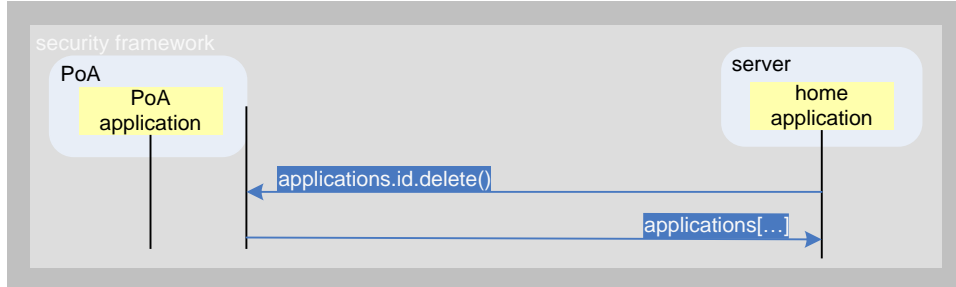 security framework
PoA
PoA
application
server
home
application
applications.id.delete()
applications[…]